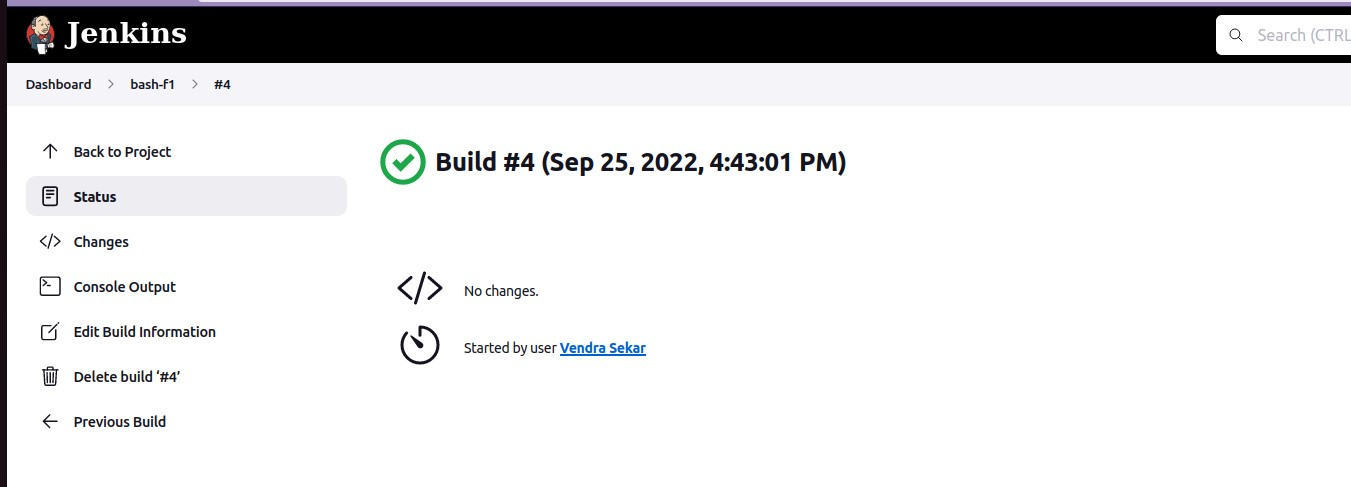 Jenkins
Search (CTRL
Dashboard > bash-f1 > #4
Back to Project
Status
Changes
Console Output
Edit Build Information
Delete build ‘#4’
Previous Build
Build #4 (Sep 25, 2022, 4:43:01 PM)
No changes.
Started by user Vendra Sekar